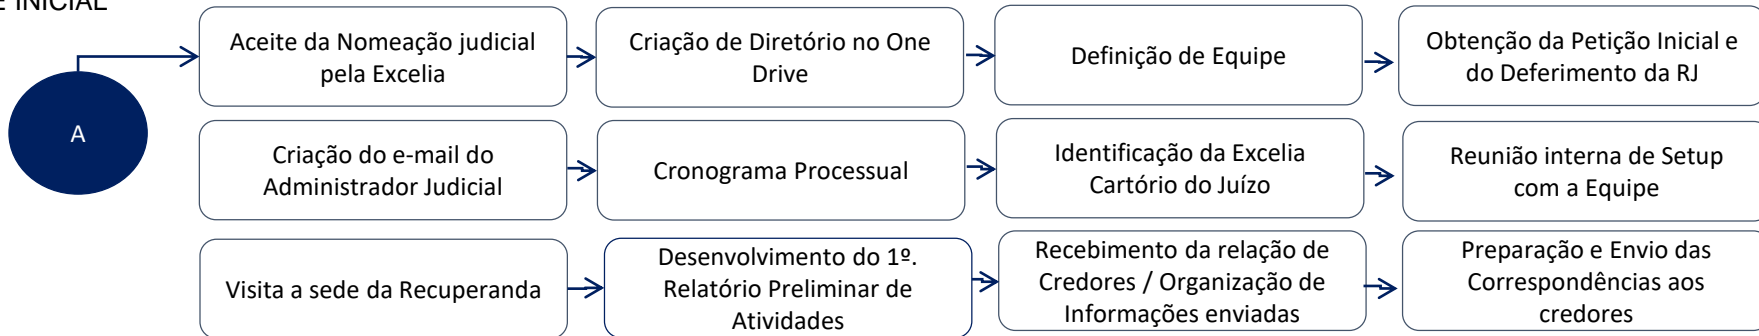 E INICIAL
A
Aceite da Nomeação judicial
pela Excelia
Criação de Diretório no One
Drive
Definição de Equipe
Obtenção da Petição Inicial e
do Deferimento da RJ
Criação do e-mail do
Administrador Judicial
Cronograma Processual
Identificação da Excelia
Cartório do Juízo
Reunião interna de Setup
com a Equipe
Visita a sede da Recuperanda
Desenvolvimento do 1º.
Relatório Preliminar de
Atividades
Recebimento da relação de
Credores / Organização de
Informações enviadas
Preparação e Envio das
Correspondências aos
credores